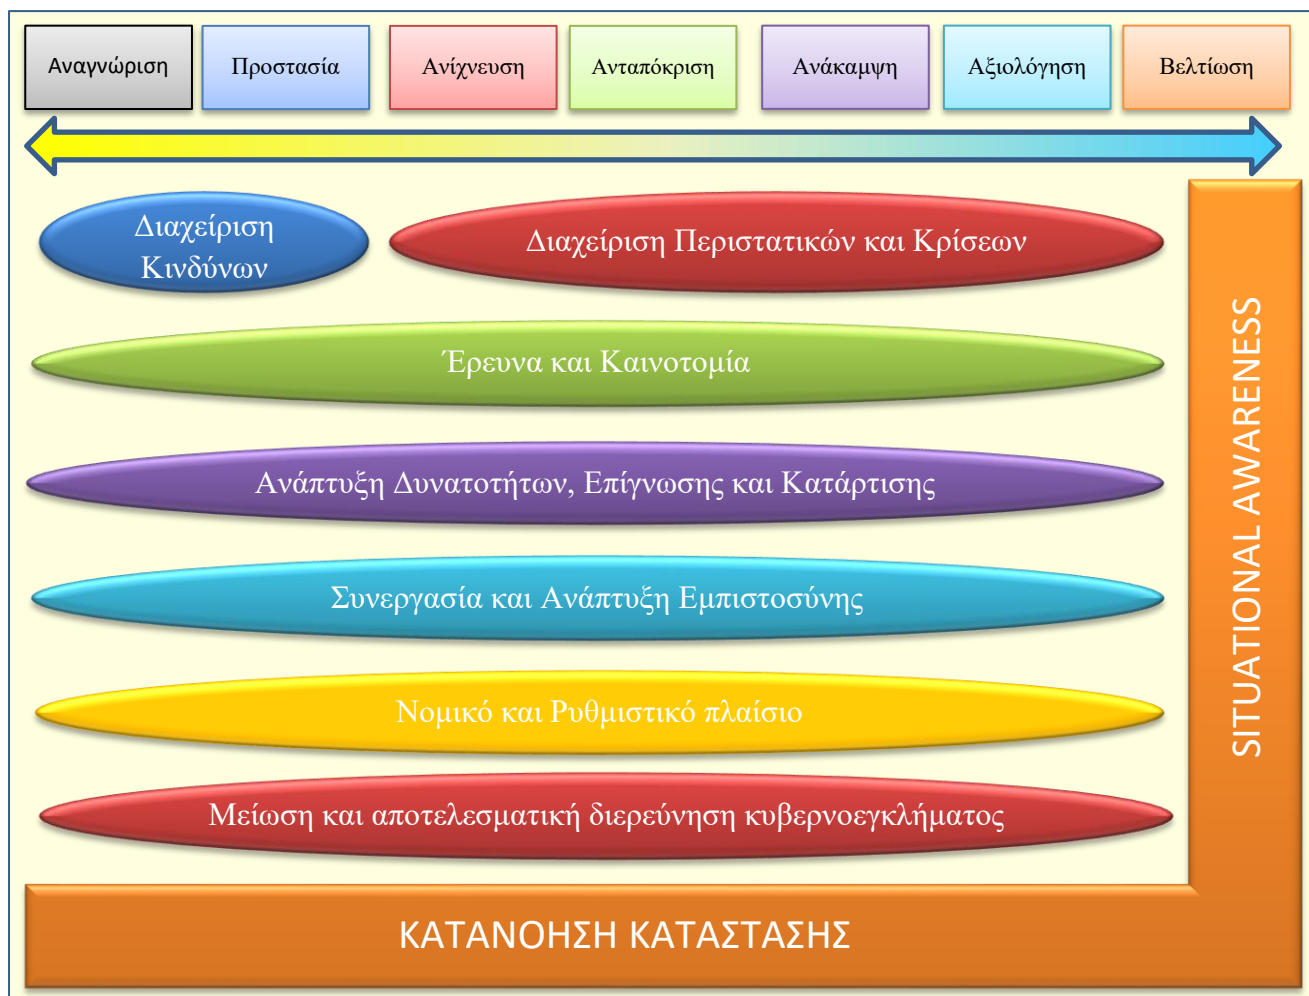 Αναγνώριση
Προστασία
Ανίχνευση
Ανταπόκριση
Ανάκαμψη
Αξιολόγηση
Βελτίωση
Διαχείριση
Κινδύνων
Διαχείριση Περιστατικών και Κρίσεων
Έρευνα και Καινοτομία
Ανάπτυξη Δυνατοτήτων, Επίγνωσης και Κατάρτισης
Συνεργασία και Ανάπτυξη Εμπιστοσύνης
Νομικό και Ρυθμιστικό πλαίσιο
Μείωση και αποτελεσματική διερεύνηση κυβερνοεγκλήματος
SITUATIONAL AWARENESS
ΚΑΤΑΝΟΗΣΗ ΚΑΤΑΣΤΑΣΗΣ